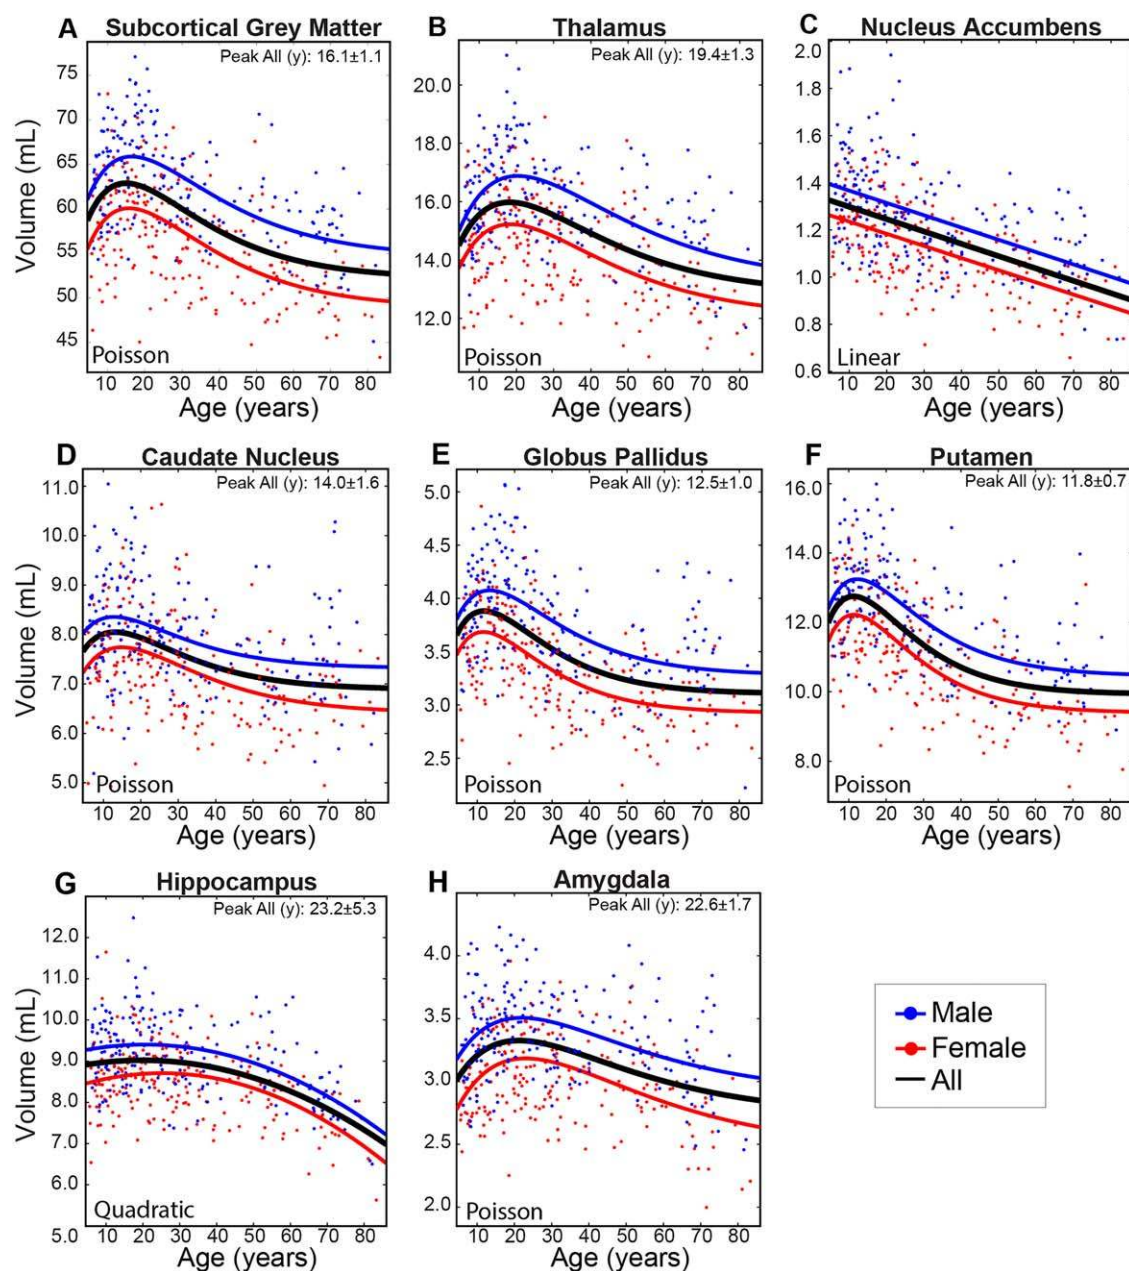 A Subcortical Grey Matter
Peak All (y): 16.1±1.1
75
70
65
60
55
50
45
Volume (mL)
Poisson
10 20 30 40 50 60 70 80
Age (years)
B Thalamus
Peak All (y): 19.4±1.3
20.0
18.0
16.0
14.0
12.0
Poisson
10 20 30 40 50 60 70 80
Age (years)
C Nucleus Accumbens
2.0
1.8
1.6
1.4
1.2
1.0
0.8
0.6
Linear
10 20 30 40 50 60 70 80
Age (years)
D Caudate Nucleus
Peak All (y): 14.0±1.6
11.0
10.0
9.0
8.0
7.0
6.0
5.0
Volume (mL)
Poisson
10 20 30 40 50 60 70 80
Age (years)
E Globus Pallidus
Peak All (y): 12.5±1.0
5.0
4.5
4.0
3.5
3.0
2.5
Poisson
10 20 30 40 50 60 70 80
Age (years)
F Putamen
Peak All (y): 11.8±0.7
16.0
14.0
12.0
10.0
8.0
Poisson
10 20 30 40 50 60 70 80
Age (years)
G Hippocampus
Peak All (y): 23.2±5.3
12.0
11.0
10.0
9.0
8.0
7.0
6.0
5.0
Volume (mL)
Quadratic
10 20 30 40 50 60 70 80
Age (years)
H Amygdala
Peak All (y): 22.6±1.7
4.0
3.5
3.0
2.5
2.0
Poisson
10 20 30 40 50 60 70 80
Age (years)
Male
Female
All